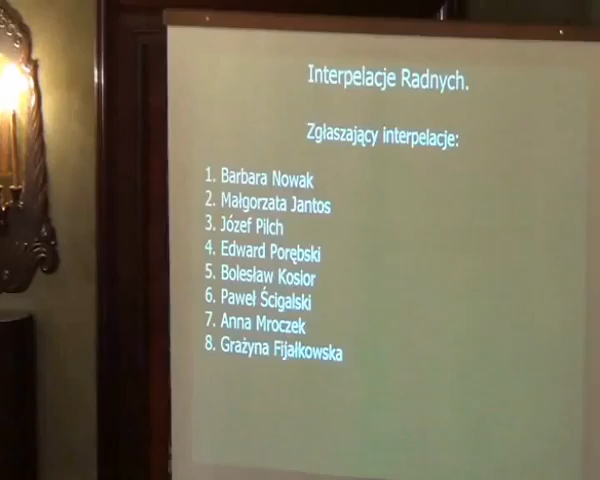 Interpelacje Radnych.
Zgłaszający interpelacje:
1. Barbara Nowak
2. Małgorzata Jantos
3. Józef Pilch
4. Edward Porębski
5. Bolesław Kosior
6. Paweł Ścigalski
7. Anna Mroczek
8. Grażyna Fijałkowska